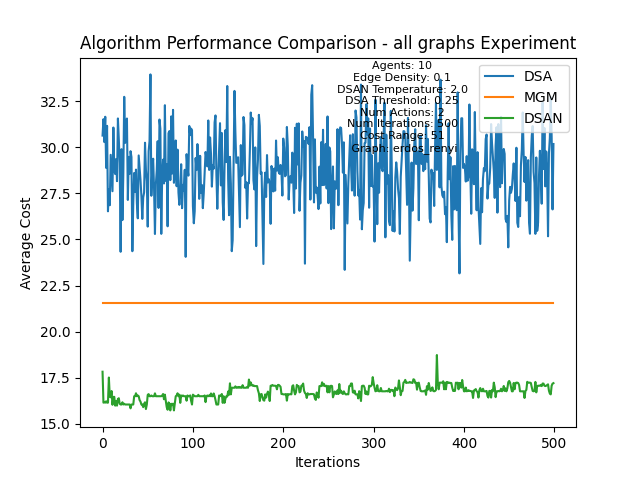 Algorithm Performance Comparison - all graphs Experiment
Agents: 10
Edge Density: 0.1
DSAN Temperature: 2.0
DSA Threshold: 0.25
Num Actions: 2
Num Iterations: 500
Cost Range: 51
Graph: erdos_renyi
DSA
MGM
DSAN
Average Cost
32.5
30.0
27.5
25.0
22.5
20.0
17.5
15.0
0 100 200 300 400 500
Iterations